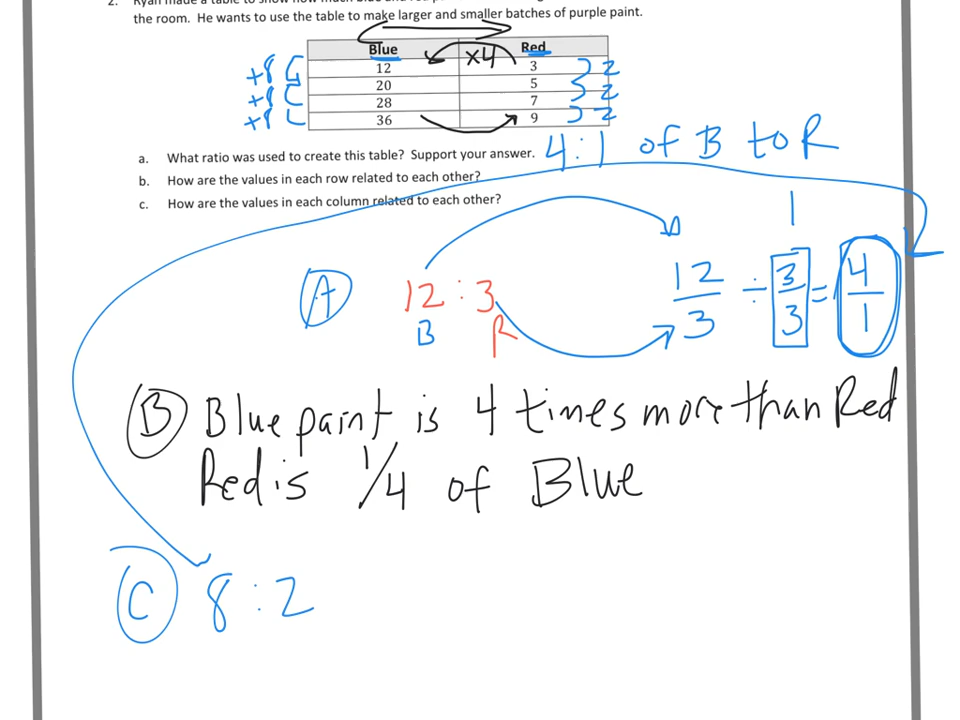 the room. He wants to use the table to make larger and smaller batches of purple paint.
Blue Red
×4
+8 12 3 2
+8 20 5 2
+8 28 7 2
36 9
a. What ratio was used to create this table? Support your answer. 4:1 of B to R
b. How are the values in each row related to each other?
c. How are the values in each column related to each other?
1
A 12 : 3 12/3 ÷ 3/3 = 4/1
B R
B Blue paint is 4 times more than Red
Red is 1/4 of Blue
C 8 : 2